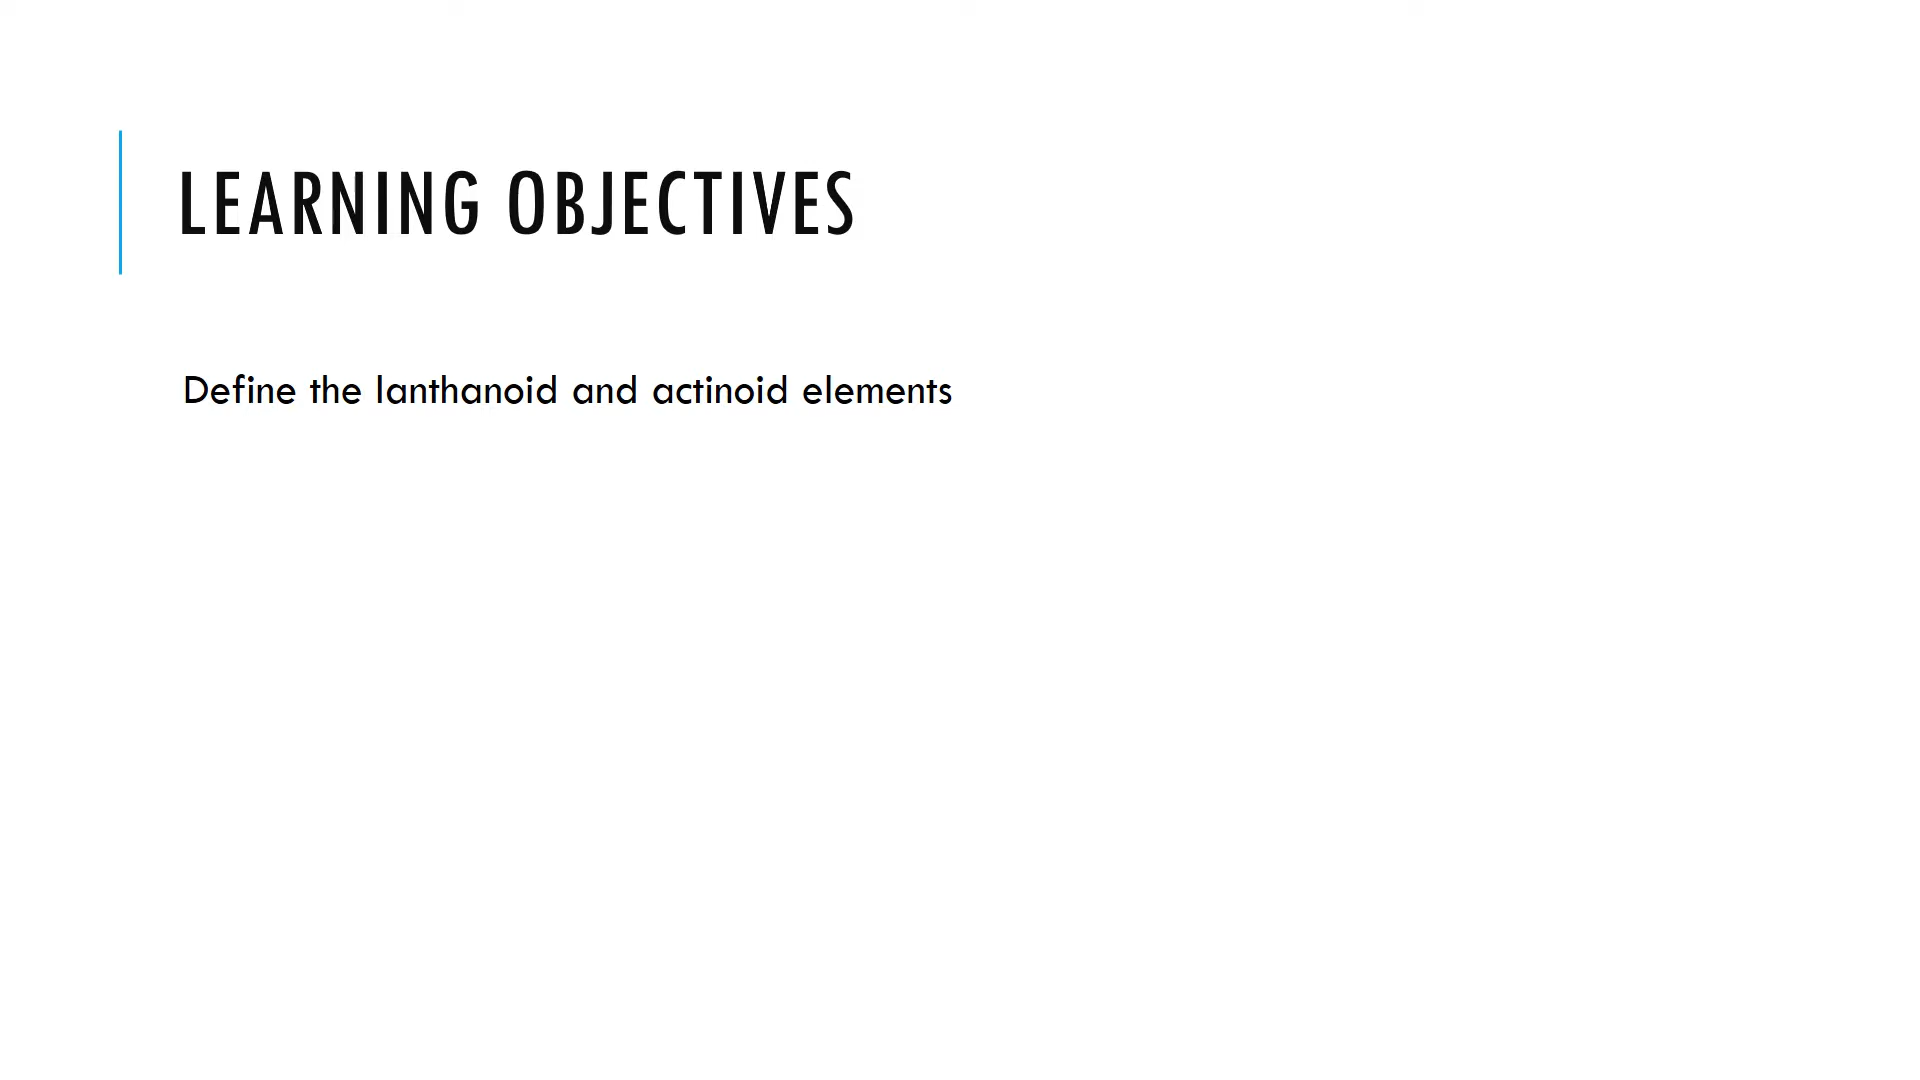 LEARNING OBJECTIVES
Define the lanthanoid and actinoid elements